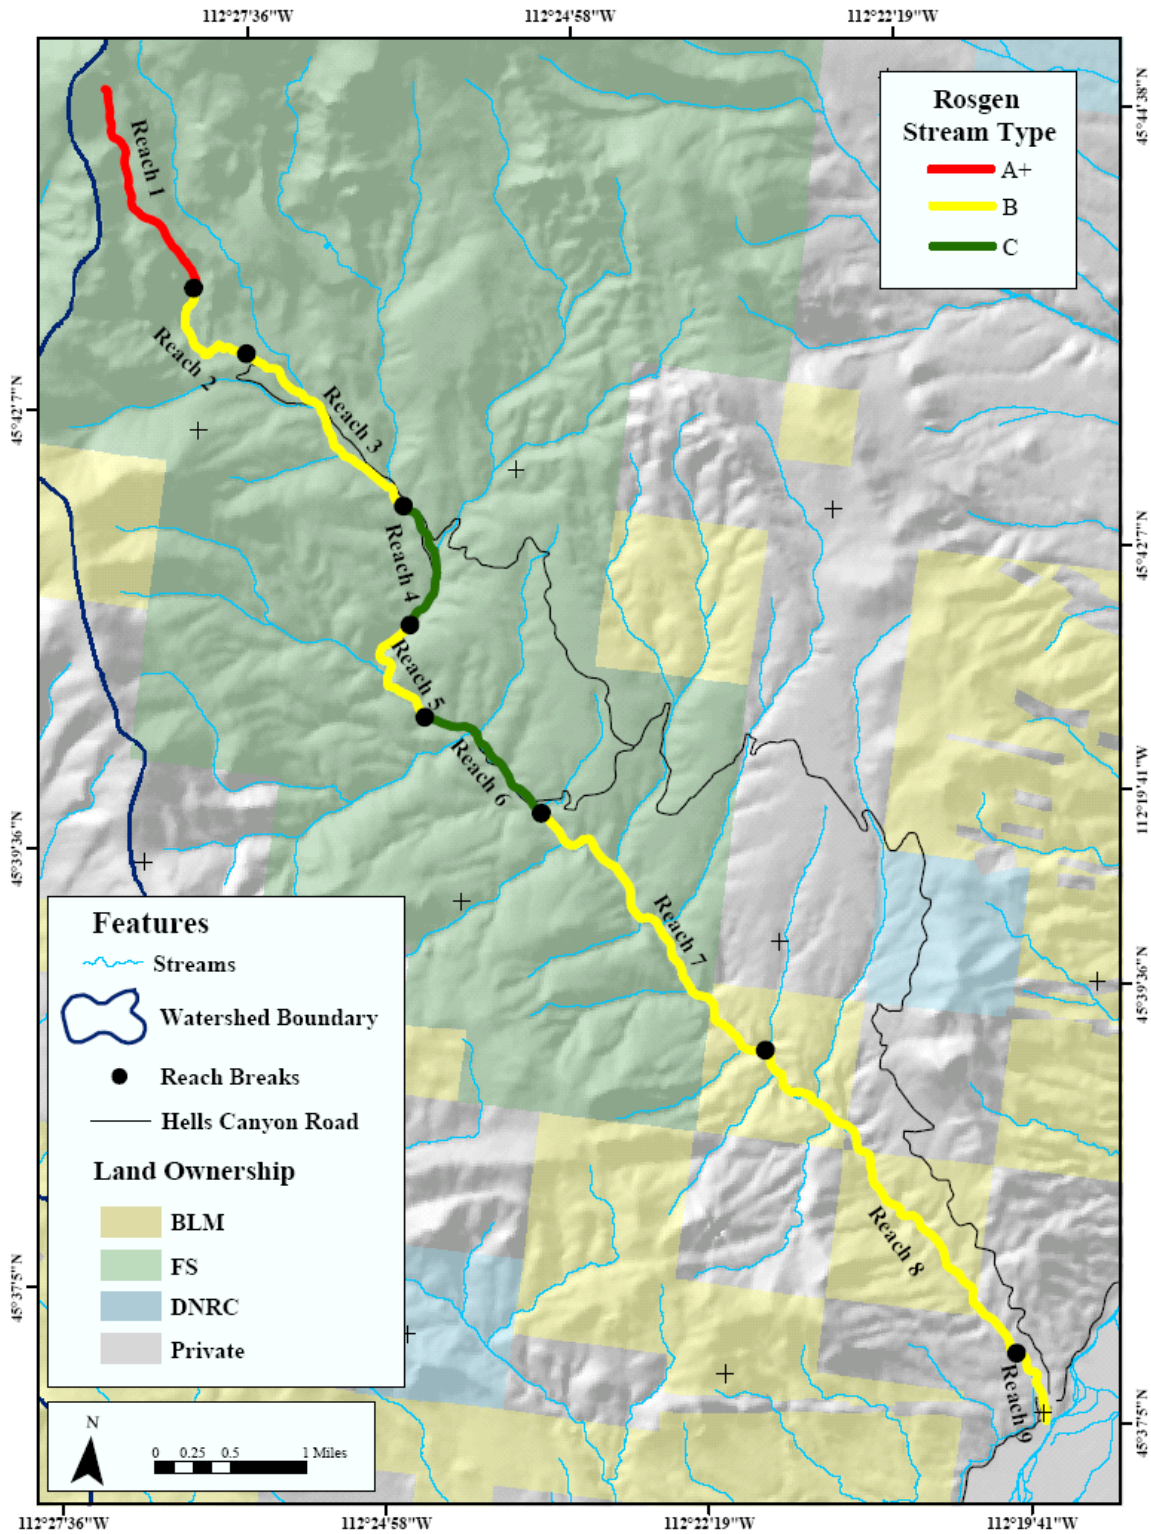 112°27'36"W
112°24'58"W
112°22'19"W
45°44'38"N
Rosgen
Stream Type
A+
B
C
Reach 1
Reach 2
Reach 3
45°42'7"N
Reach 4
45°42'7"N
Reach 5
Reach 6
112°19'41"W
45°39'36"N
Reach 7
45°39'36"N
Features
Streams
Watershed Boundary
Reach Breaks
Hells Canyon Road
Land Ownership
BLM
FS
DNRC
Private
Reach 8
45°37'5"N
Reach 9
45°37'5"N
N
0 0.25 0.5 1 Miles
112°27'36"W
112°24'58"W
112°22'19"W
112°19'41"W